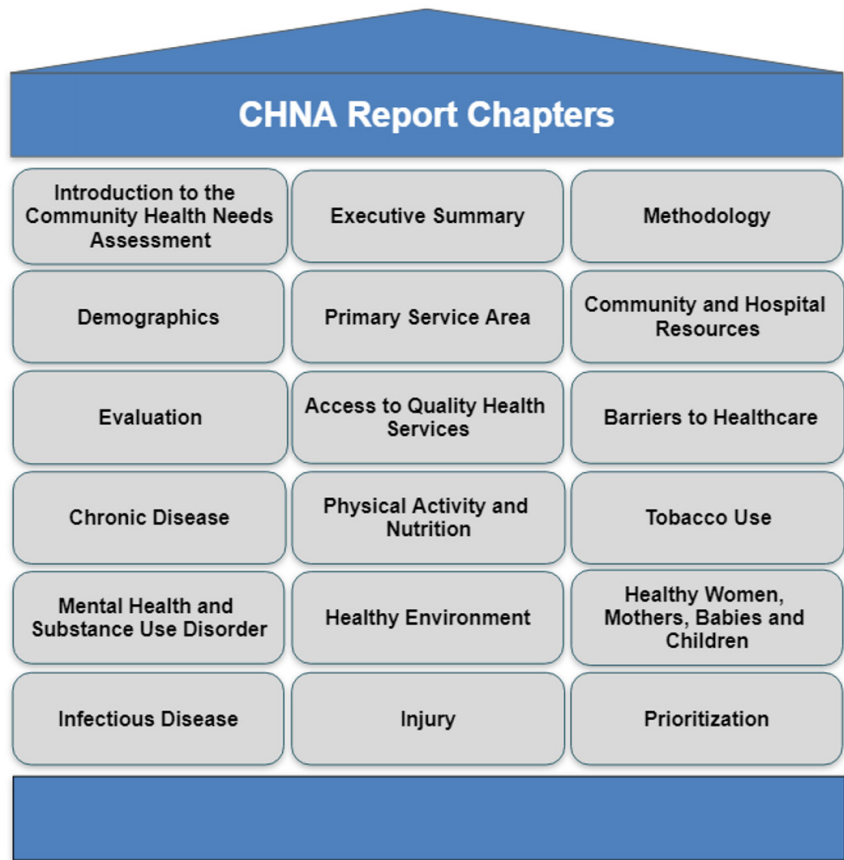 CHNA Report Chapters
Introduction to the
Community Health Needs
Assessment
Executive Summary
Methodology
Demographics
Primary Service Area
Community and Hospital
Resources
Evaluation
Access to Quality Health
Services
Barriers to Healthcare
Chronic Disease
Physical Activity and
Nutrition
Tobacco Use
Mental Health and
Substance Use Disorder
Healthy Environment
Healthy Women,
Mothers, Babies and
Children
Infectious Disease
Injury
Prioritization